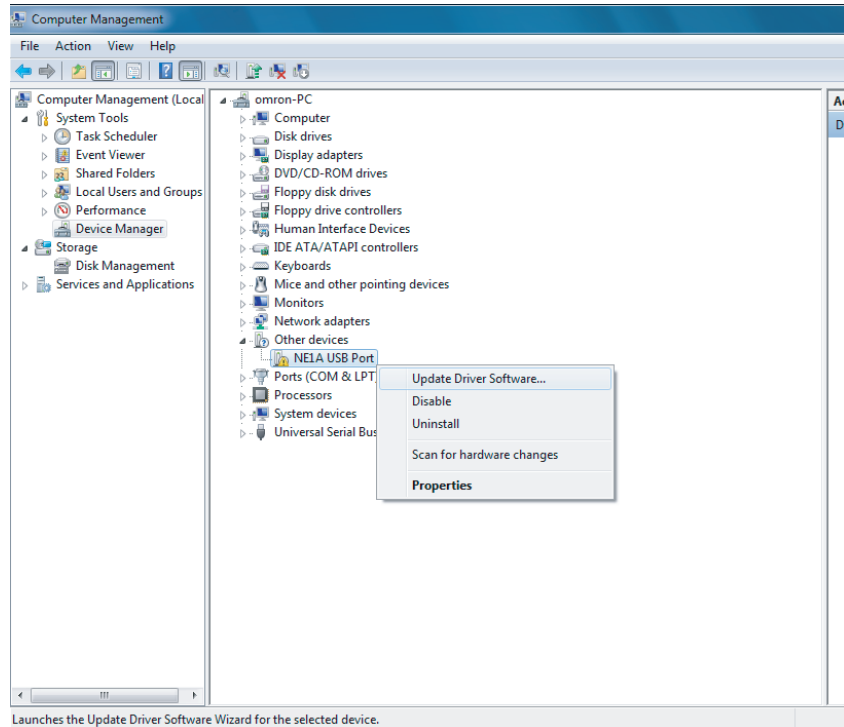 Computer Management
File Action View Help
Computer Management (Local
System Tools
Task Scheduler
Event Viewer
Shared Folders
Local Users and Groups
Performance
Device Manager
Storage
Disk Management
Services and Applications
omron-PC
Computer
Disk drives
Display adapters
DVD/CD-ROM drives
Floppy disk drives
Floppy drive controllers
Human Interface Devices
IDE ATA/ATAPI controllers
Keyboards
Mice and other pointing devices
Monitors
Network adapters
Other devices
NE1A USB Port
Ports (COM & LPT
Processors
System devices
Universal Serial Bus
Update Driver Software...
Disable
Uninstall
Scan for hardware changes
Properties
A
D
Launches the Update Driver Software Wizard for the selected device.